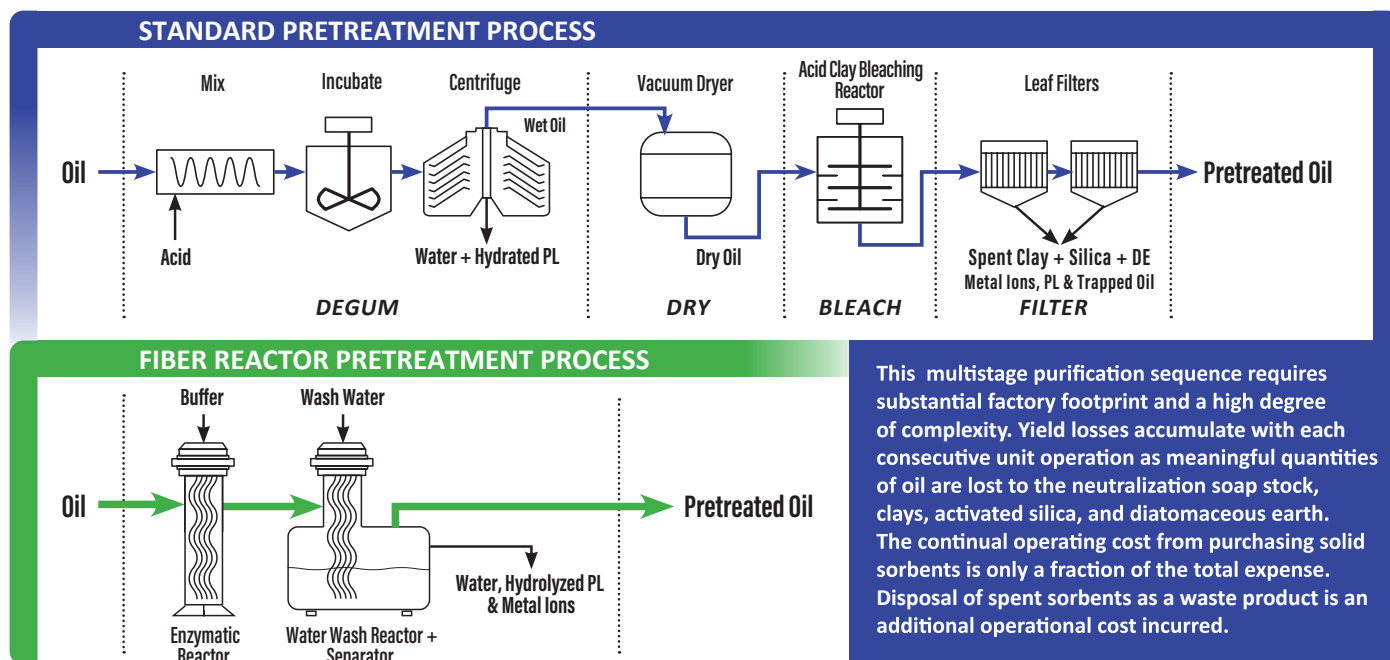 STANDARD PRETREATMENT PROCESS
Mix
Incubate
Centrifuge
Vacuum Dryer
Acid Clay Bleaching
Reactor
Leaf Filters
Wet Oil
Oil
Pretreated Oil
Acid
Water + Hydrated PL
Dry Oil
Spent Clay + Silica + DE
Metal Ions, PL & Trapped Oil
DEGUM
DRY
BLEACH
FILTER
FIBER REACTOR PRETREATMENT PROCESS
Buffer
Wash Water
Oil
Pretreated Oil
Water, Hydrolyzed PL
& Metal Ions
Enzymatic
Reactor
Water Wash Reactor +
Separator
This multistage purification sequence requires
substantial factory footprint and a high degree
of complexity. Yield losses accumulate with each
consecutive unit operation as meaningful quantities
of oil are lost to the neutralization soap stock,
clays, activated silica, and diatomaceous earth.
The continual operating cost from purchasing solid
sorbents is only a fraction of the total expense.
Disposal of spent sorbents as a waste product is an
additional operational cost incurred.